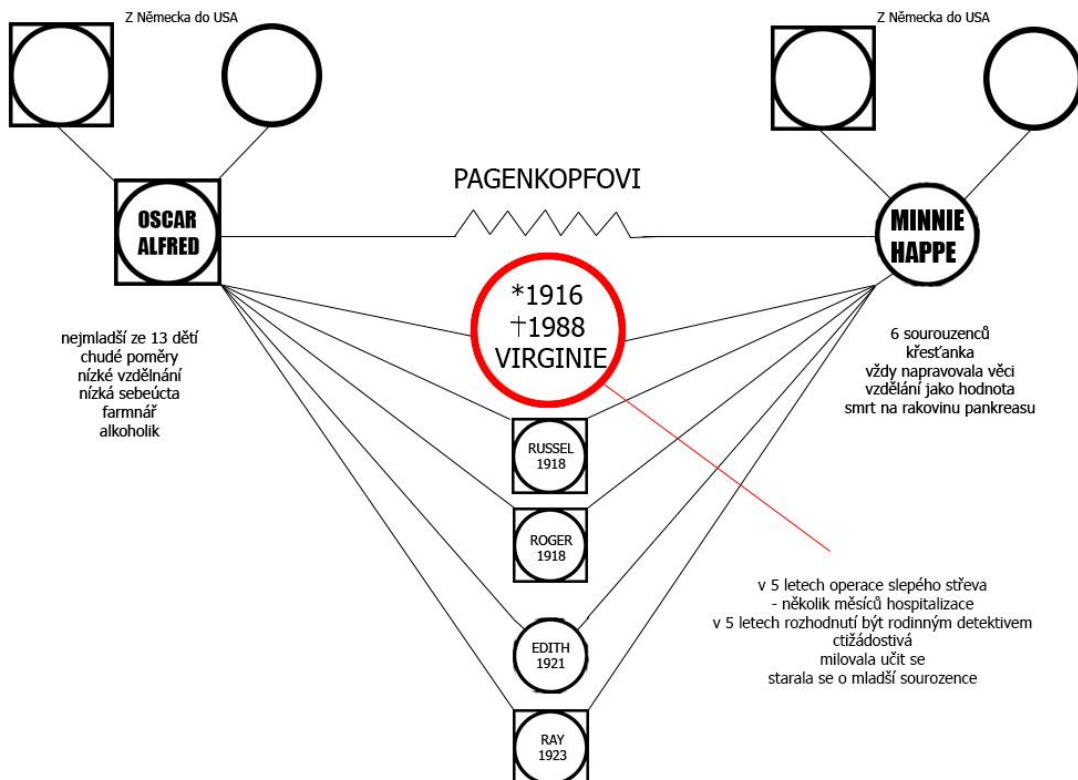 Z Německa do USA
Z Německa do USA
PAGENKOPFOVI
OSCAR
ALFRED
MINNIE
HAPPE
*1916
†1988
VIRGINIE
nejmladší ze 13 dětí
chudé poměry
nízké vzdělnání
nízká sebeúcta
farmnář
alkoholik
6 sourouzenců
křesťanka
vždy napravovala věci
vzdělání jako hodnota
smrt na rakovinu pankreasu
RUSSEL
1918
ROGER
1918
EDITH
1921
RAY
1923
v 5 letech operace slepého střeva
- několik měsíců hospitalizace
v 5 letech rozhodnutí být rodinným detektivem
ctižádostivá
milovala učit se
starala se o mladší sourozence